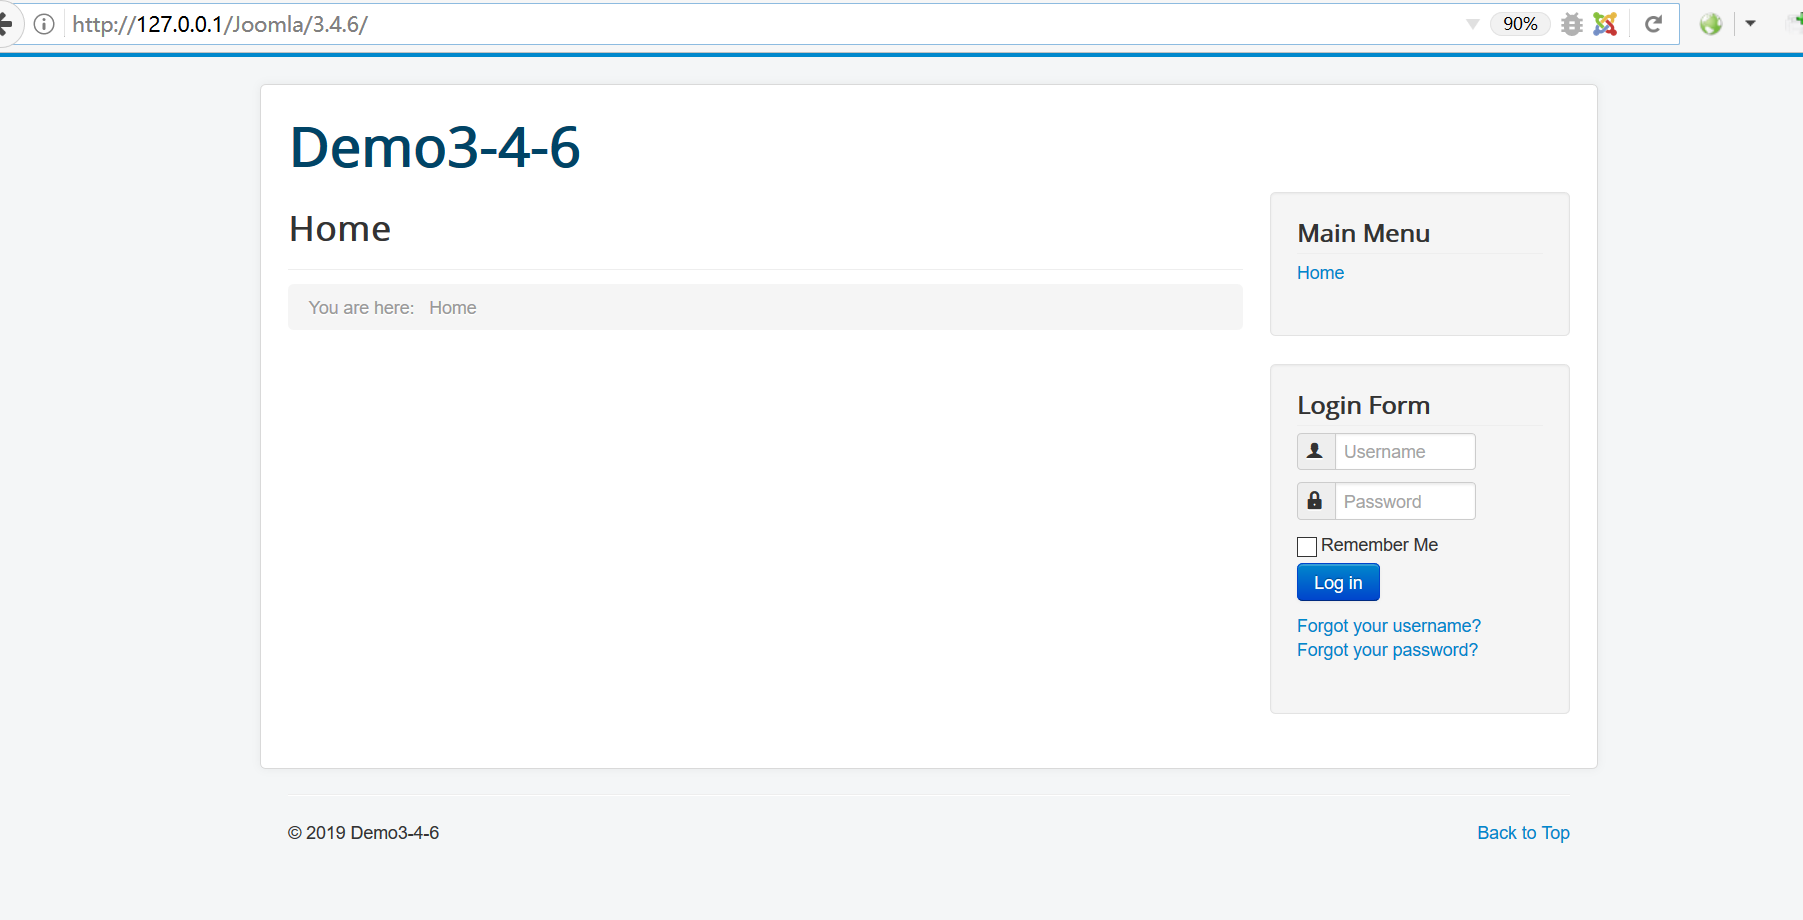 http://127.0.0.1/Joomla/3.4.6/
90%
Demo3-4-6
Home
You are here: Home
Main Menu
Home
Login Form
Username
Password
Remember Me
Log in
Forgot your username?
Forgot your password?
© 2019 Demo3-4-6
Back to Top